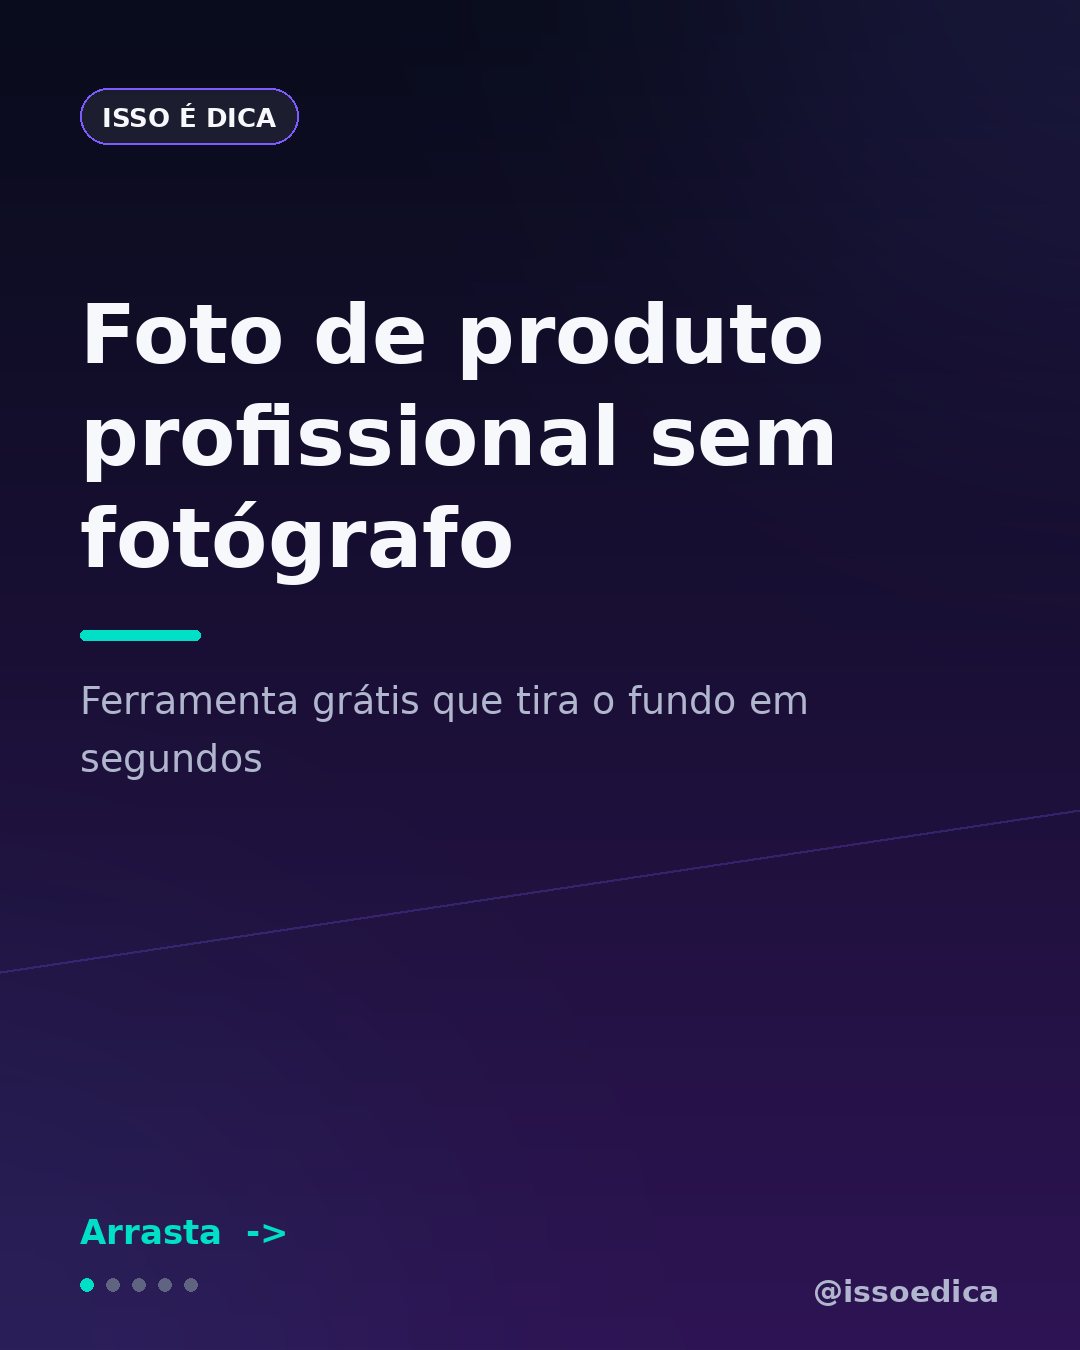 ISSO É DICA
Foto de produto
profissional sem
fotógrafo
Ferramenta grátis que tira o fundo em
segundos
Arrasta ->
@issoedica